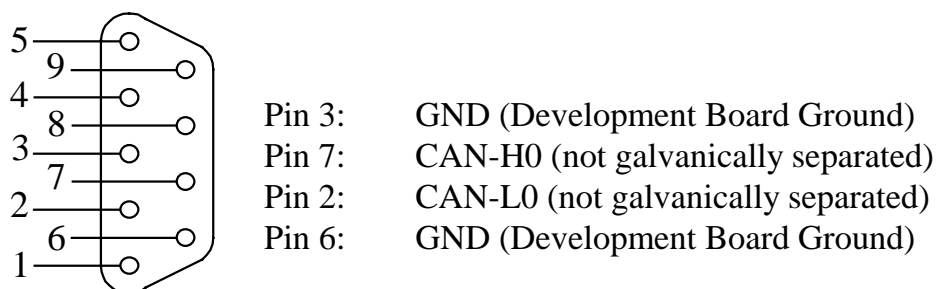 5
9
4
8
3
7
2
6
1
Pin 3: GND (Development Board Ground)
Pin 7: CAN-H0 (not galvanically separated)
Pin 2: CAN-L0 (not galvanically separated)
Pin 6: GND (Development Board Ground)